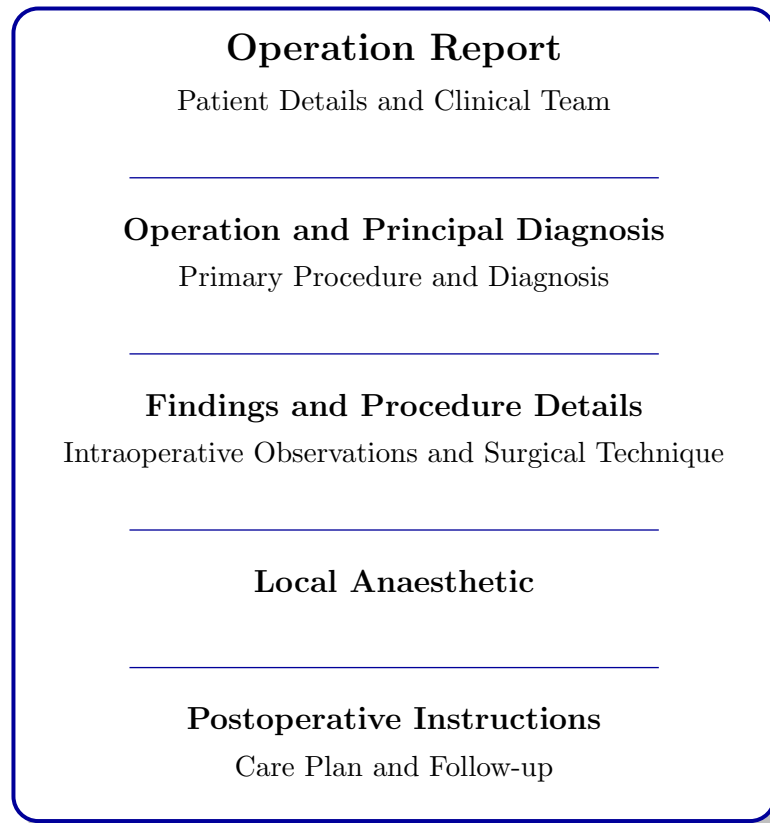 Operation Report
Patient Details and Clinical Team
Operation and Principal Diagnosis
Primary Procedure and Diagnosis
Findings and Procedure Details
Intraoperative Observations and Surgical Technique
Local Anaesthetic
Postoperative Instructions
Care Plan and Follow-up